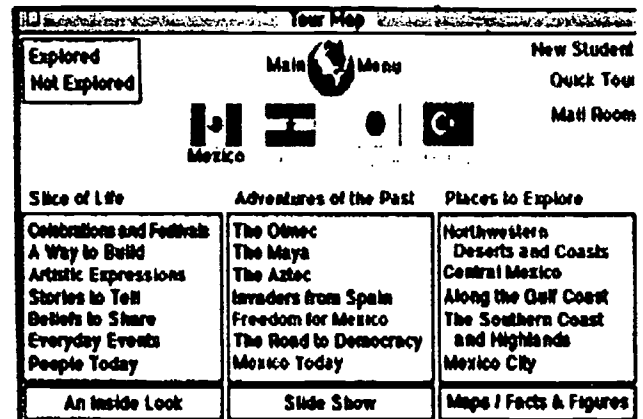 Tour Map
Explored
Not Explored
Main Menu
New Student
Quick Tour
Mail Room
Mexico
Slice of Life
Celebrations and Festivals
A Way to Build
Artistic Expressions
Stories to Tell
Beliefs to Share
Everyday Events
People Today
An Inside Look
Adventures of the Past
The Olmec
The Maya
The Aztec
Invaders from Spain
Freedom for Mexico
The Road to Democracy
Mexico Today
Slide Show
Places to Explore
Northwestern
Deserts and Coasts
Central Mexico
Along the Gulf Coast
The Southern Coast
and Highlands
Mexico City
Maps / Facts & Figures